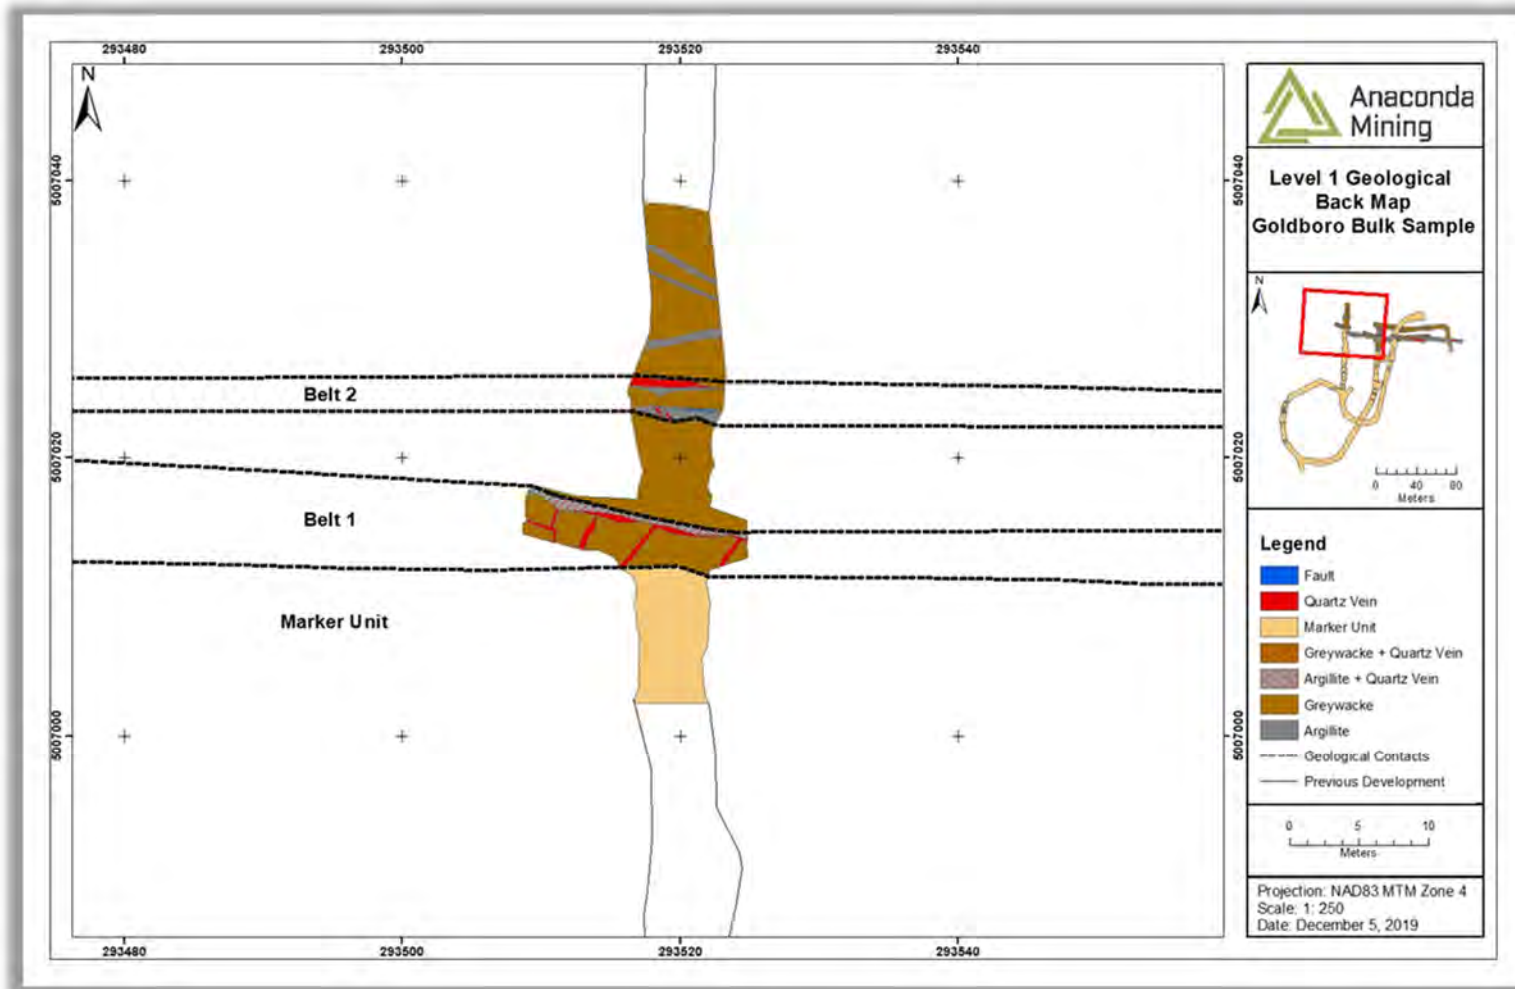 293480
293500
293520
293540
N
5007040
5007040
Belt 2
5007020
5007020
Belt 1
Marker Unit
5007000
5007000
293480
293500
293520
293540
Anaconda
Mining
Level 1 Geological
Back Map
Goldboro Bulk Sample
N
0 40 80
Meters
Legend
Fault
Quartz Vein
Marker Unit
Greywacke + Quartz Vein
Argillite + Quartz Vein
Greywacke
Argillite
Geological Contacts
Previous Development
0 5 10
Meters
Projection: NAD83 MTM Zone 4
Scale: 1: 250
Date: December 5, 2019